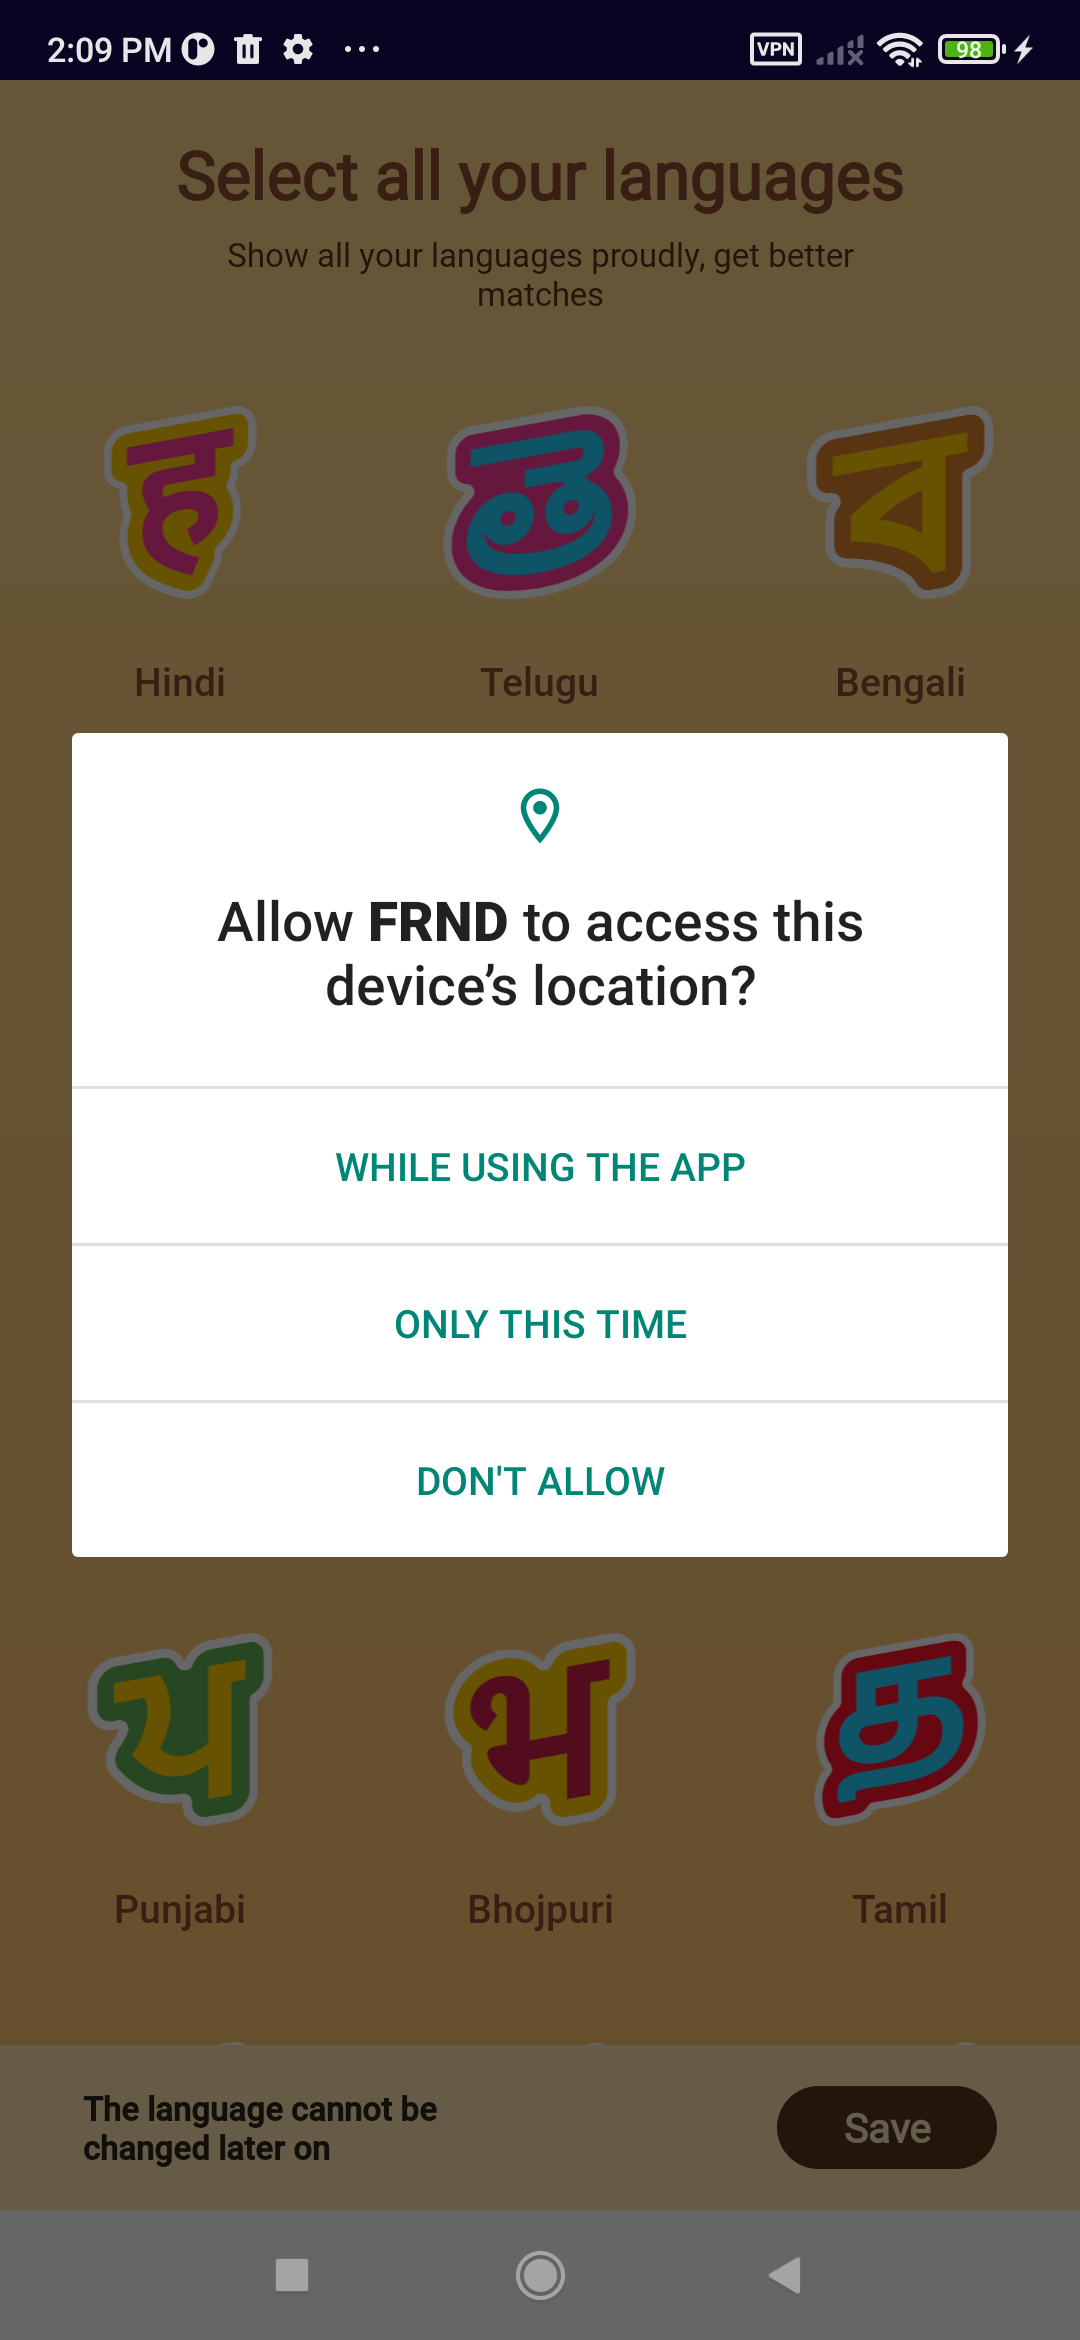 2:09 PM
VPN
98
Select all your languages
Show all your languages proudly, get better
matches
ह
ళ
ব
Hindi
Telugu
Bengali
Allow FRND to access this
device’s location?
WHILE USING THE APP
ONLY THIS TIME
DON'T ALLOW
ਧ
भ
த
Punjabi
Bhojpuri
Tamil
The language cannot be
changed later on
Save